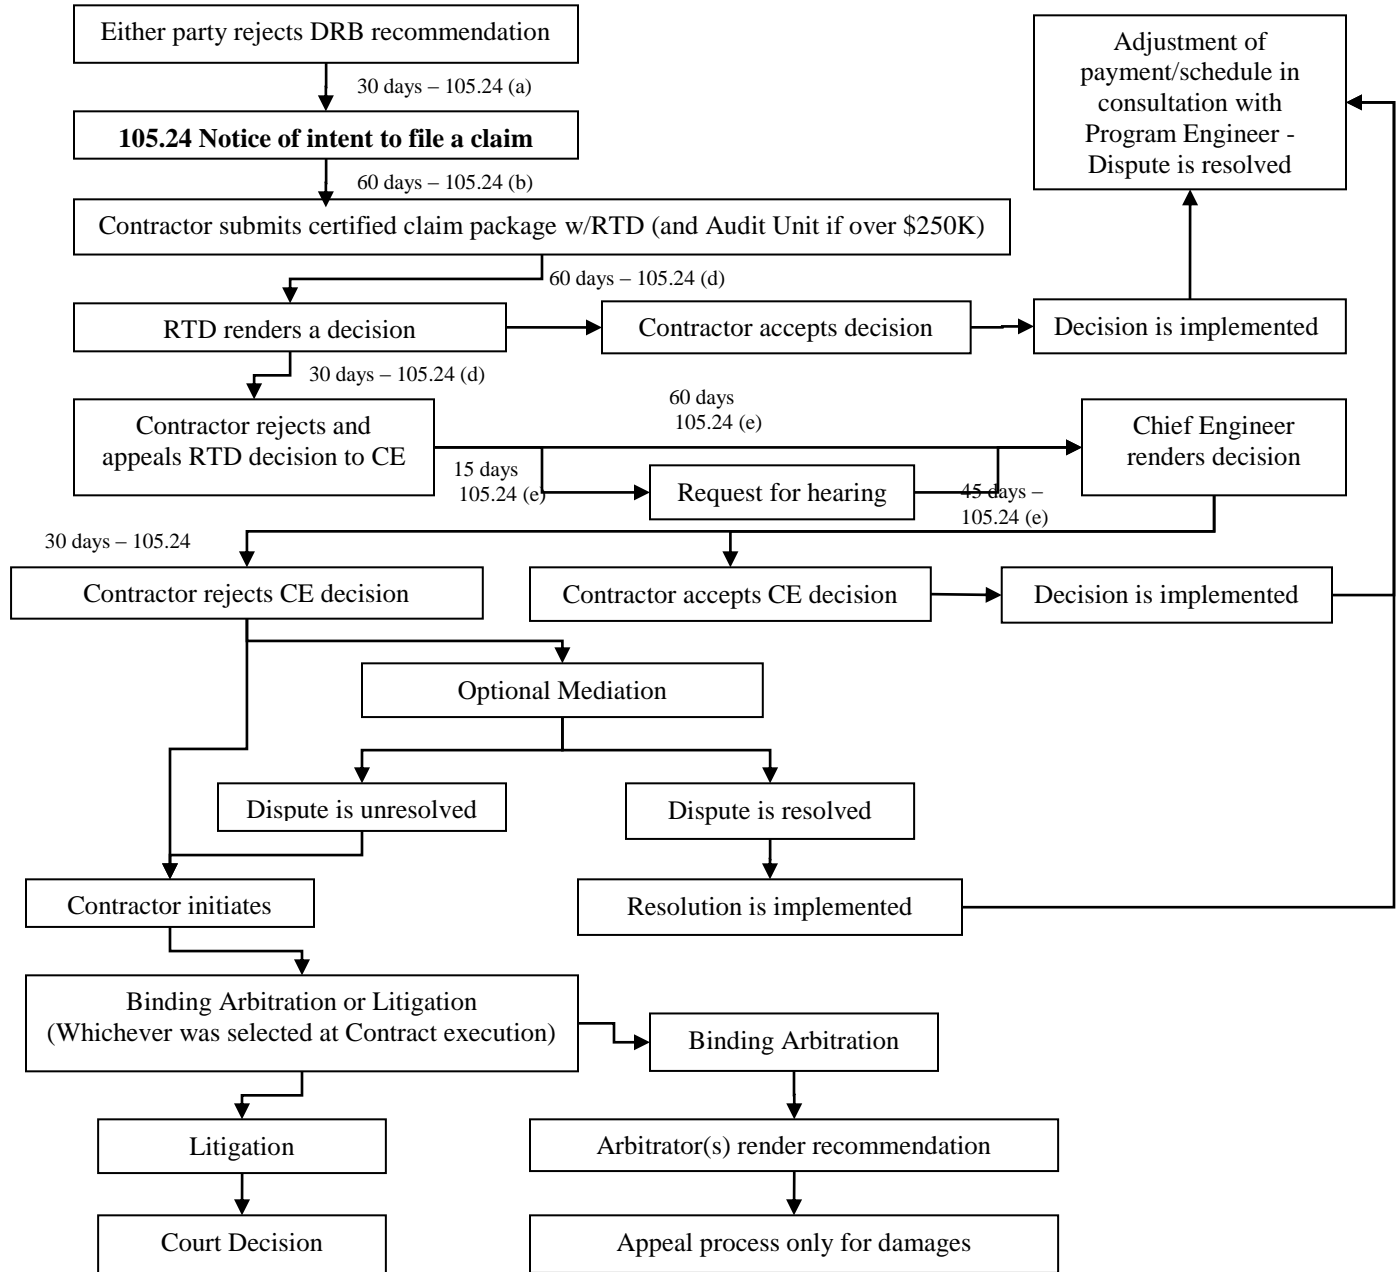 Either party rejects DRB recommendation
30 days – 105.24 (a)
105.24 Notice of intent to file a claim
60 days – 105.24 (b)
Contractor submits certified claim package w/RTD (and Audit Unit if over $250K)
60 days – 105.24 (d)
Adjustment of
payment/schedule in
consultation with
Program Engineer -
Dispute is resolved
RTD renders a decision
Contractor accepts decision
Decision is implemented
30 days – 105.24 (d)
Contractor rejects and
appeals RTD decision to CE
60 days
105.24 (e)
15 days
105.24 (e)
Request for hearing
45 days –
105.24 (e)
Chief Engineer
renders decision
30 days – 105.24
Contractor rejects CE decision
Contractor accepts CE decision
Decision is implemented
Optional Mediation
Dispute is unresolved
Dispute is resolved
Contractor initiates
Resolution is implemented
Binding Arbitration or Litigation
(Whichever was selected at Contract execution)
Binding Arbitration
Litigation
Arbitrator(s) render recommendation
Court Decision
Appeal process only for damages